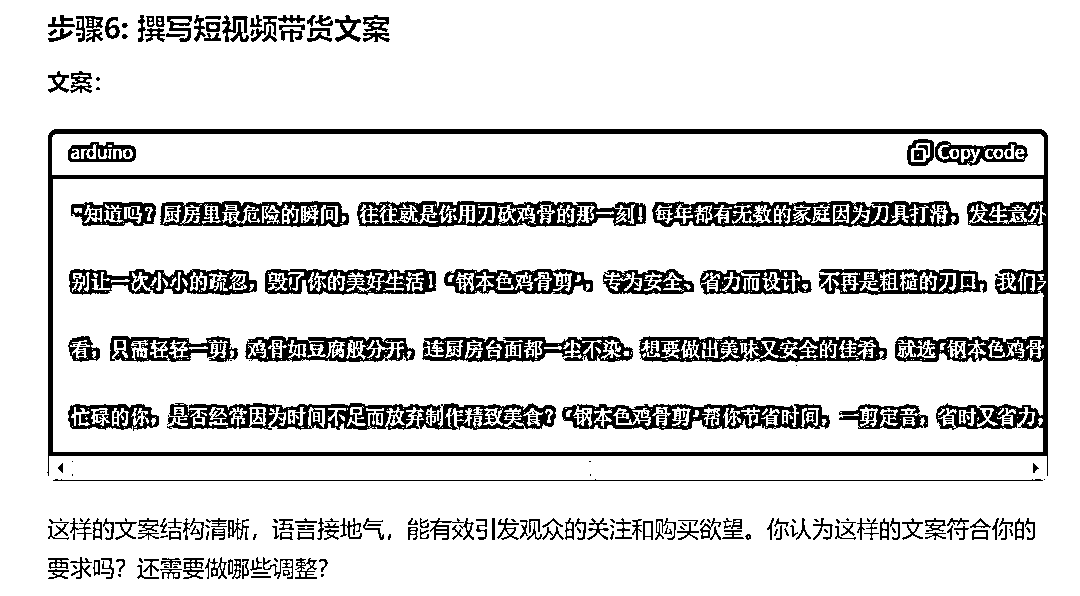 步骤6: 撰写短视频带货文案
文案：
arduino
Copy code
"知道吗？厨房里最危险的瞬间，往往就是你用刀砍鸡骨的那一刻！每年都有无数的家庭因为刀具打滑，发生意外
别让一次小小的疏忽，毁了你的美好生活！‘钢本色鸡骨剪’，专为安全、省力而设计。不再是粗糙的刀口，我们
看，只需轻轻一剪，鸡骨如豆腐般分开，连厨房台面都一尘不染。想要做出美味又安全的佳肴，就选‘钢本色鸡骨
忙碌的你，是否经常因为时间不足而放弃制作精致美食？‘钢本色鸡骨剪’帮你节省时间，一剪定音，省时又省力，
这样的文案结构清晰，语言接地气，能有效引发观众的关注和购买欲望。你认为这样的文案符合你的
要求吗？还需要做哪些调整？